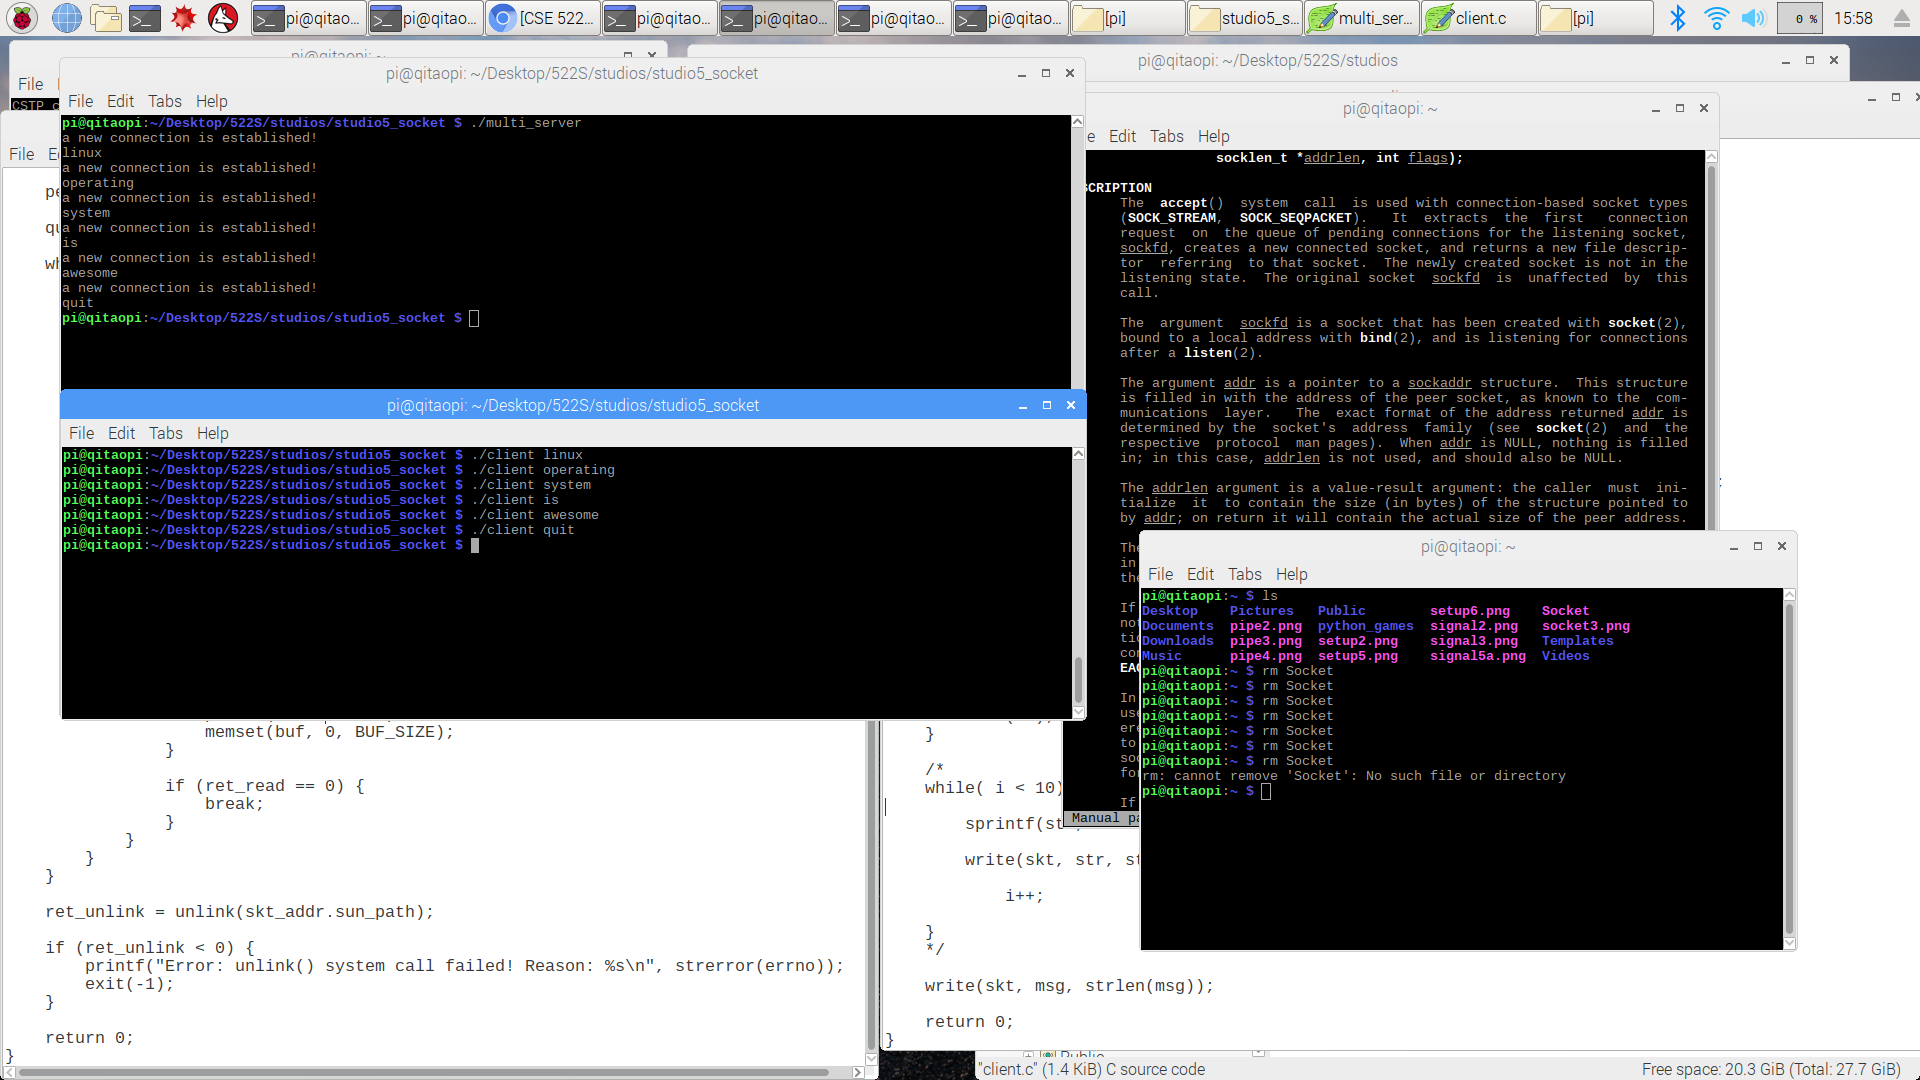 pi@qitao...
pi@qitao...
[CSE 522...
pi@qitao...
pi@qitao...
pi@qitao...
pi@qitao...
[pi]
studio5_s...
multi_ser...
client.c
[pi]
0 %
15:58
pi@qitaopi: ~
File
CSTP
pi@qitaopi: ~/Desktop/522S/studios
File
pi@qitaopi: ~/Desktop/522S/studios/studio5_socket
File Edit Tabs Help
pi@qitaopi:~/Desktop/522S/studios/studio5_socket $ ./multi_server
a new connection is established!
linux
a new connection is established!
operating
a new connection is established!
system
a new connection is established!
is
a new connection is established!
awesome
a new connection is established!
quit
pi@qitaopi:~/Desktop/522S/studios/studio5_socket $
pi@qitaopi: ~/Desktop/522S/studios/studio5_socket
File Edit Tabs Help
pi@qitaopi:~/Desktop/522S/studios/studio5_socket $ ./client linux
pi@qitaopi:~/Desktop/522S/studios/studio5_socket $ ./client operating
pi@qitaopi:~/Desktop/522S/studios/studio5_socket $ ./client system
pi@qitaopi:~/Desktop/522S/studios/studio5_socket $ ./client is
pi@qitaopi:~/Desktop/522S/studios/studio5_socket $ ./client awesome
pi@qitaopi:~/Desktop/522S/studios/studio5_socket $ ./client quit
pi@qitaopi:~/Desktop/522S/studios/studio5_socket $
pi@qitaopi: ~
e Edit Tabs Help
socklen_t *addrlen, int flags);
SCRIPTION
The accept() system call is used with connection-based socket types
(SOCK_STREAM, SOCK_SEQPACKET). It extracts the first connection
request on the queue of pending connections for the listening socket,
sockfd, creates a new connected socket, and returns a new file descrip-
tor referring to that socket. The newly created socket is not in the
listening state. The original socket sockfd is unaffected by this
call.
The argument sockfd is a socket that has been created with socket(2),
bound to a local address with bind(2), and is listening for connections
after a listen(2).
The argument addr is a pointer to a sockaddr structure. This structure
is filled in with the address of the peer socket, as known to the com-
munications layer. The exact format of the address returned addr is
determined by the socket's address family (see socket(2) and the
respective protocol man pages). When addr is NULL, nothing is filled
in; in this case, addrlen is not used, and should also be NULL.
The addrlen argument is a value-result argument: the caller must ini-
tialize it to contain the size (in bytes) of the structure pointed to
by addr; on return it will contain the actual size of the peer address.
The
in
the
If
not
tio
con
EAG
In
use
ere
to
soc
for
If
Manual pa
pi@qitaopi: ~
File Edit Tabs Help
pi@qitaopi:~ $ ls
Desktop Pictures Public setup6.png Socket
Documents pipe2.png python_games signal2.png socket3.png
Downloads pipe3.png setup2.png signal3.png Templates
Music pipe4.png setup5.png signal5a.png Videos
pi@qitaopi:~ $ rm Socket
pi@qitaopi:~ $ rm Socket
pi@qitaopi:~ $ rm Socket
pi@qitaopi:~ $ rm Socket
pi@qitaopi:~ $ rm Socket
pi@qitaopi:~ $ rm Socket
pi@qitaopi:~ $ rm Socket
rm: cannot remove 'Socket': No such file or directory
pi@qitaopi:~ $
memset(buf, 0, BUF_SIZE);
}
if (ret_read == 0) {
break;
}
}
}
}
ret_unlink = unlink(skt_addr.sun_path);
if (ret_unlink < 0) {
printf("Error: unlink() system call failed! Reason: %s\n", strerror(errno));
exit(-1);
}
return 0;
}
}
/*
while( i < 10)
sprintf(st
write(skt, str, st
i++;
}
*/
write(skt, msg, strlen(msg));
return 0;
}
Public
"client.c" (1.4 KiB) C source code
Free space: 20.3 GiB (Total: 27.7 GiB)